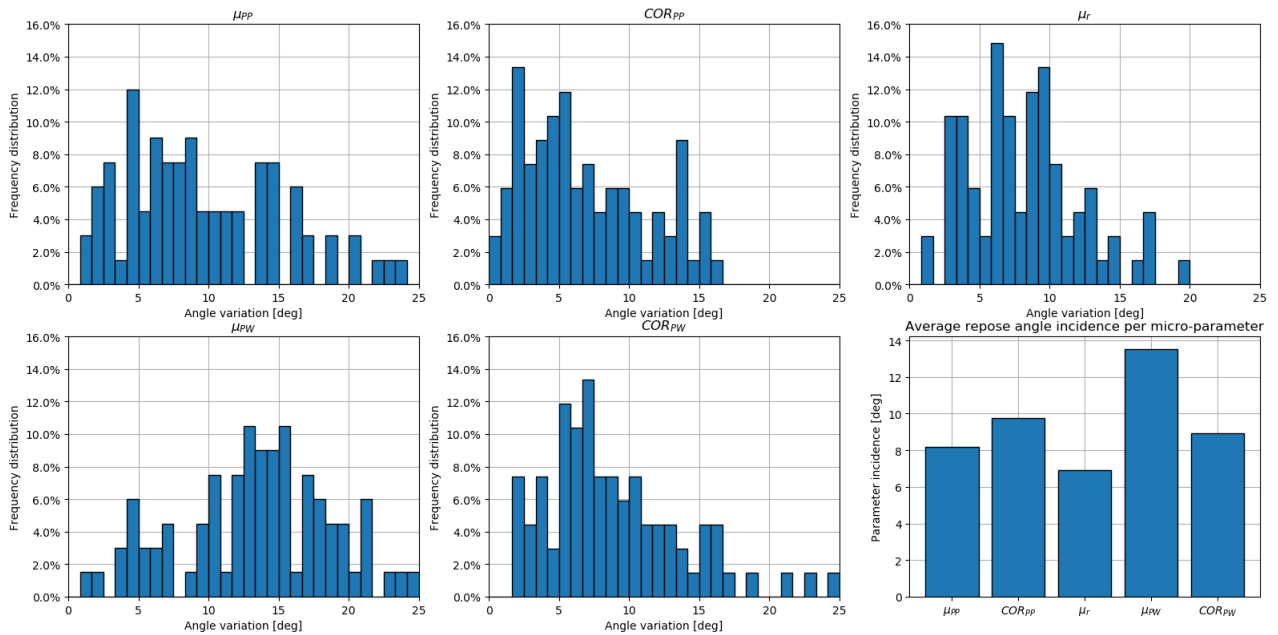 μPP
16.0%
14.0%
12.0%
10.0%
8.0%
6.0%
4.0%
2.0%
0.0%
Frequency distribution
0 5 10 15 20 25
Angle variation [deg]
CORPP
16.0%
14.0%
12.0%
10.0%
8.0%
6.0%
4.0%
2.0%
0.0%
Frequency distribution
0 5 10 15 20 25
Angle variation [deg]
μr
16.0%
14.0%
12.0%
10.0%
8.0%
6.0%
4.0%
2.0%
0.0%
Frequency distribution
0 5 10 15 20 25
Angle variation [deg]
μPW
16.0%
14.0%
12.0%
10.0%
8.0%
6.0%
4.0%
2.0%
0.0%
Frequency distribution
0 5 10 15 20 25
Angle variation [deg]
CORPW
16.0%
14.0%
12.0%
10.0%
8.0%
6.0%
4.0%
2.0%
0.0%
Frequency distribution
0 5 10 15 20 25
Angle variation [deg]
Average repose angle incidence per micro-parameter
14
12
10
8
6
4
2
0
Parameter incidence [deg]
μPP CORPP μr μPW CORPW